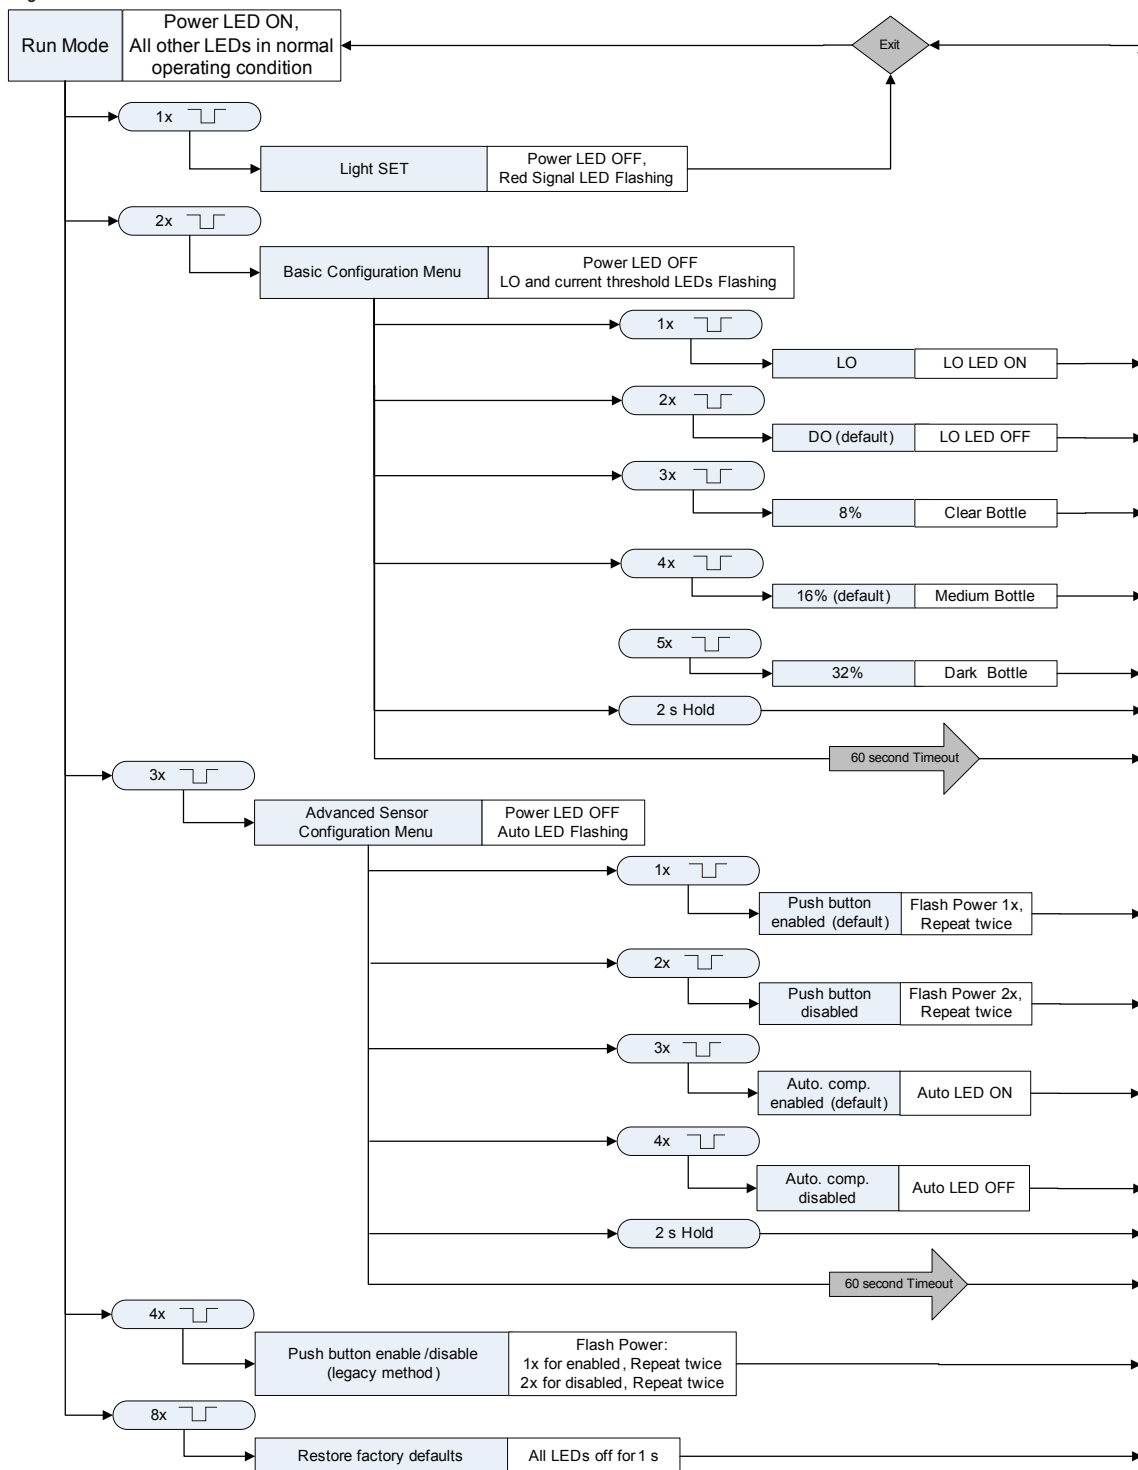 Run Mode
Power LED ON,
All other LEDs in normal
operating condition
Exit
1x
Light SET
Power LED OFF,
Red Signal LED Flashing
2x
Basic Configuration Menu
Power LED OFF
LO and current threshold LEDs Flashing
1x
LO
LO LED ON
2x
DO (default)
LO LED OFF
3x
8%
Clear Bottle
4x
16% (default)
Medium Bottle
5x
32%
Dark Bottle
2 s Hold
60 second Timeout
3x
Advanced Sensor
Configuration Menu
Power LED OFF
Auto LED Flashing
1x
Push button
enabled (default)
Flash Power 1x,
Repeat twice
2x
Push button
disabled
Flash Power 2x,
Repeat twice
3x
Auto. comp.
enabled (default)
Auto LED ON
4x
Auto. comp.
disabled
Auto LED OFF
2 s Hold
60 second Timeout
4x
Push button enable/disable
(legacy method)
Flash Power:
1x for enabled, Repeat twice
2x for disabled, Repeat twice
8x
Restore factory defaults
All LEDs off for 1 s